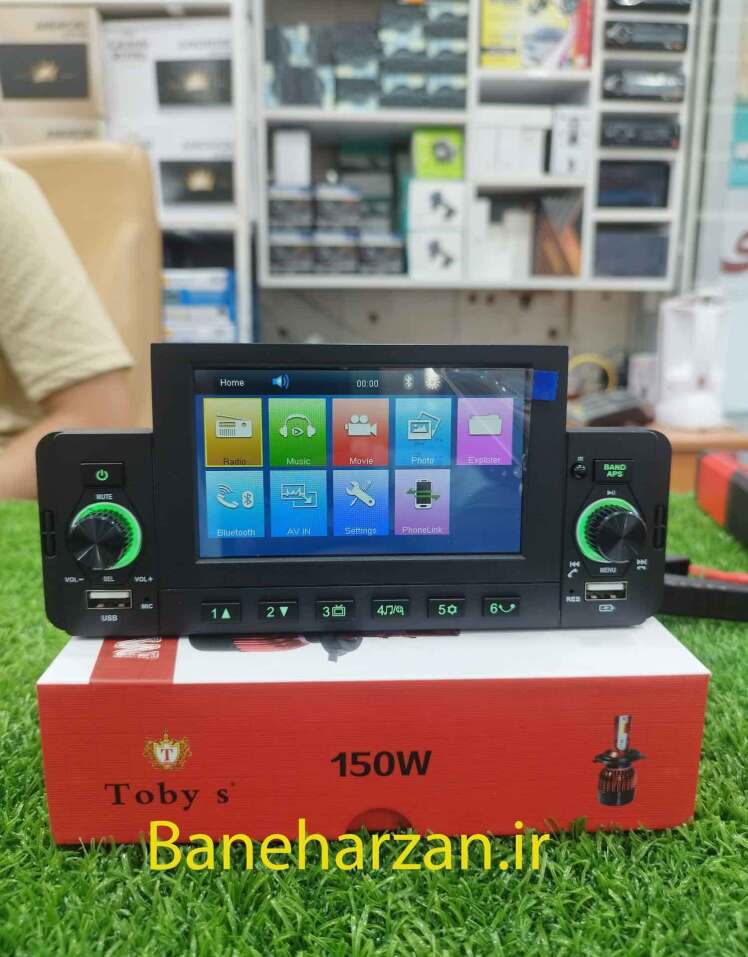 Home
00:00
Radio
Music
Movie
Photo
Explorer
Bluetooth
AV IN
Settings
PhoneLink
MUTE
VOL-
SEL
VOL+
USB
MIC
IR
BAND
APS
MENU
RES
1▲
2▼
3
4
5
6
T
Toby s
150W
Baneharzan.ir